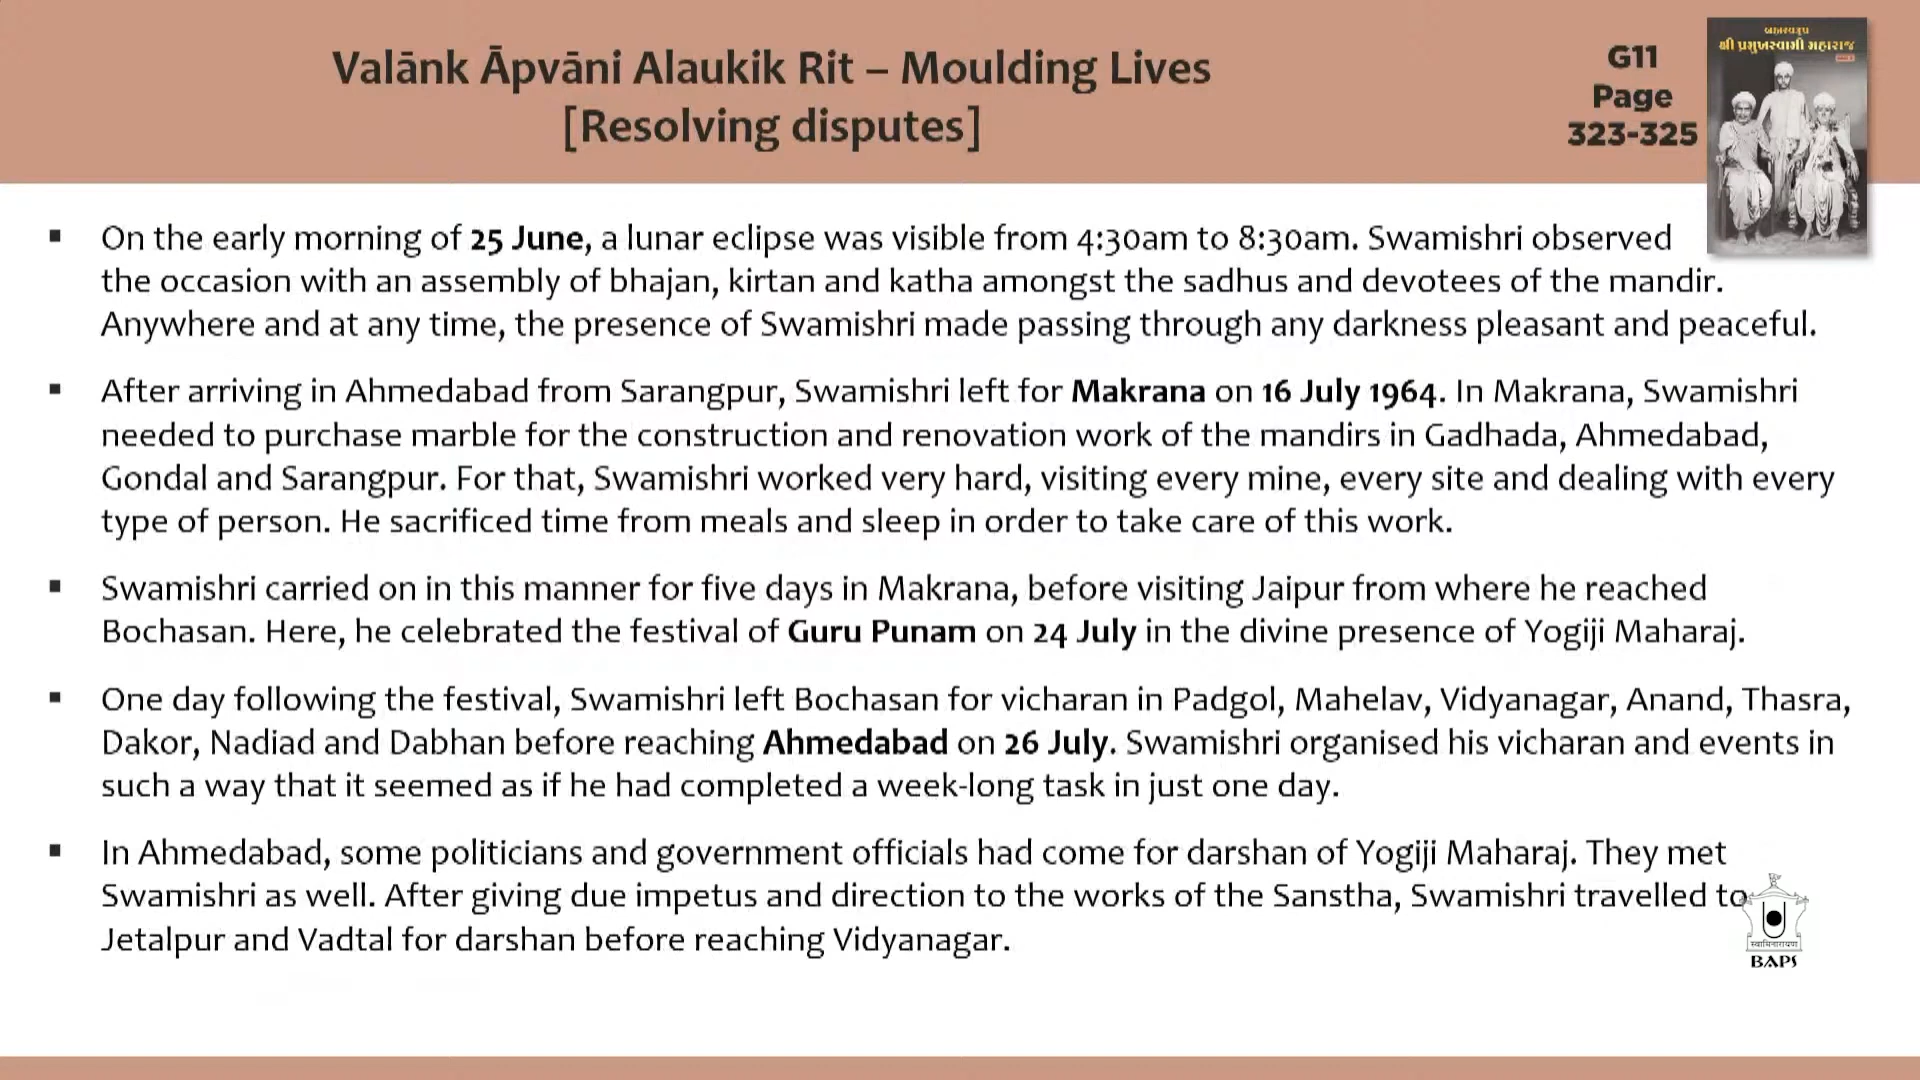 Valānk Āpvāni Alaukik Rit – Moulding Lives
[Resolving disputes]
G11
Page
323-325
બ્રહ્મસ્વરૂપ
શ્રી પ્રમુખસ્વામી મહારાજ
▪ On the early morning of 25 June, a lunar eclipse was visible from 4:30am to 8:30am. Swamishri observed
the occasion with an assembly of bhajan, kirtan and katha amongst the sadhus and devotees of the mandir.
Anywhere and at any time, the presence of Swamishri made passing through any darkness pleasant and peaceful.
▪ After arriving in Ahmedabad from Sarangpur, Swamishri left for Makrana on 16 July 1964. In Makrana, Swamishri
needed to purchase marble for the construction and renovation work of the mandirs in Gadhada, Ahmedabad,
Gondal and Sarangpur. For that, Swamishri worked very hard, visiting every mine, every site and dealing with every
type of person. He sacrificed time from meals and sleep in order to take care of this work.
▪ Swamishri carried on in this manner for five days in Makrana, before visiting Jaipur from where he reached
Bochasan. Here, he celebrated the festival of Guru Punam on 24 July in the divine presence of Yogiji Maharaj.
▪ One day following the festival, Swamishri left Bochasan for vicharan in Padgol, Mahelav, Vidyanagar, Anand, Thasra,
Dakor, Nadiad and Dabhan before reaching Ahmedabad on 26 July. Swamishri organised his vicharan and events in
such a way that it seemed as if he had completed a week-long task in just one day.
▪ In Ahmedabad, some politicians and government officials had come for darshan of Yogiji Maharaj. They met
Swamishri as well. After giving due impetus and direction to the works of the Sanstha, Swamishri travelled to
Jetalpur and Vadtal for darshan before reaching Vidyanagar.
स्वामिनारायण
BAPS